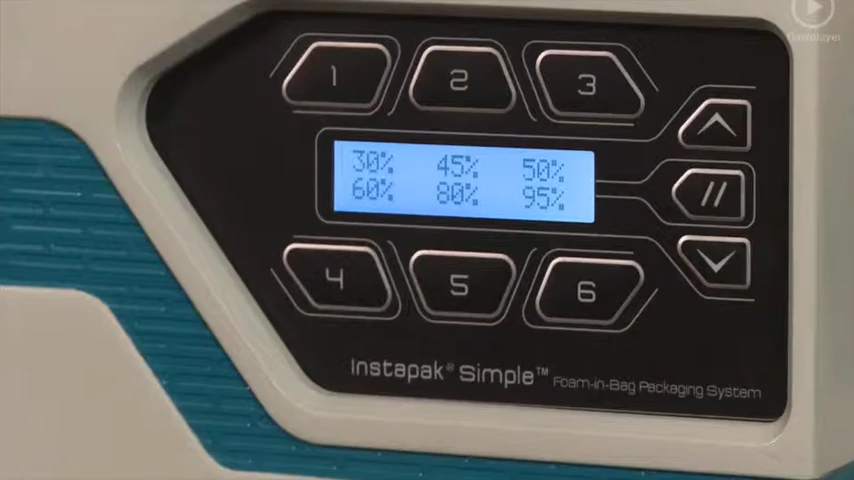 flowplayer
1 2 3
30% 45% 50%
60% 80% 95%
4 5 6
Instapak® Simple™ Foam-in-Bag Packaging System